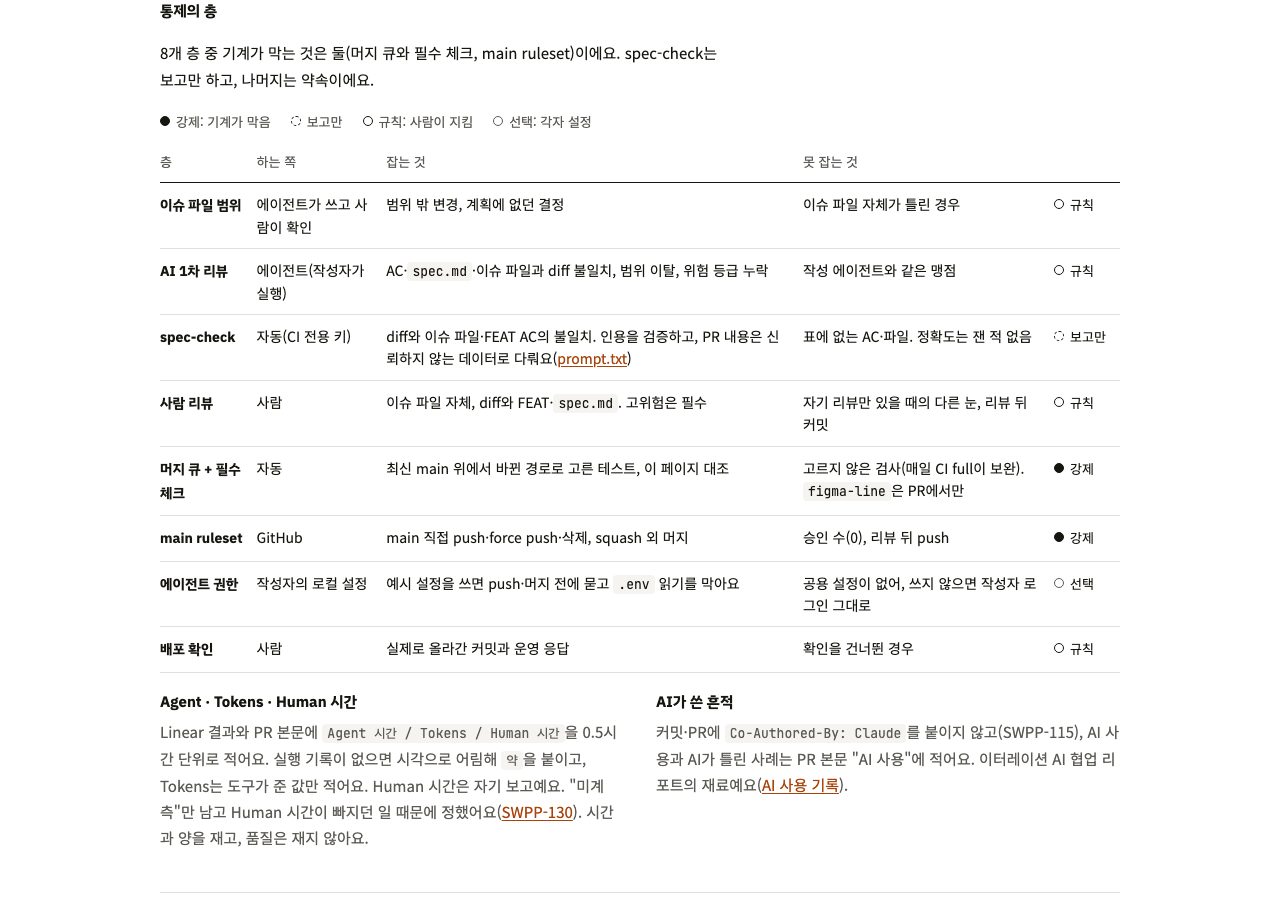 통제의 층
8개 층 중 기계가 막는 것은 둘(머지 큐와 필수 체크, main ruleset)이에요. spec-check는
보고만 하고, 나머지는 약속이에요.
강제: 기계가 막음 보고만 규칙: 사람이 지킴 선택: 각자 설정
층 하는 쪽 잡는 것 못 잡는 것
이슈 파일 범위 에이전트가 쓰고 사 범위 밖 변경, 계획에 없던 결정 이슈 파일 자체가 틀린 경우 규칙
람이 확인
AI 1차 리뷰 에이전트(작성자가 AC·spec.md·이슈 파일과 diff 불일치, 범위 이탈, 위험 등급 누락 작성 에이전트와 같은 맹점 규칙
실행)
spec-check 자동(CI 전용 키) diff와 이슈 파일·FEAT AC의 불일치. 인용을 검증하고, PR 내용은 신 표에 없는 AC·파일. 정확도는 잰 적 없음 보고만
뢰하지 않는 데이터로 다뤄요(prompt.txt)
사람 리뷰 사람 이슈 파일 자체, diff와 FEAT·spec.md. 고위험은 필수 자기 리뷰만 있을 때의 다른 눈, 리뷰 뒤 규칙
커밋
머지 큐 + 필수 자동 최신 main 위에서 바뀐 경로로 고른 테스트, 이 페이지 대조 고르지 않은 검사(매일 CI full이 보완). 강제
체크 figma-line은 PR에서만
main ruleset GitHub main 직접 push·force push·삭제, squash 외 머지 승인 수(0), 리뷰 뒤 push 강제
에이전트 권한 작성자의 로컬 설정 예시 설정을 쓰면 push·머지 전에 묻고 .env 읽기를 막아요 공용 설정이 없어, 쓰지 않으면 작성자 로 선택
그인 그대로
배포 확인 사람 실제로 올라간 커밋과 운영 응답 확인을 건너뛴 경우 규칙
Agent · Tokens · Human 시간
Linear 결과와 PR 본문에 Agent 시간 / Tokens / Human 시간을 0.5시
간 단위로 적어요. 실행 기록이 없으면 시각으로 어림해 약을 붙이고,
Tokens는 도구가 준 값만 적어요. Human 시간은 자기 보고예요. "미계
측"만 남고 Human 시간이 빠지던 일 때문에 정했어요(SWPP-130). 시간
과 양을 재고, 품질은 재지 않아요.
AI가 쓴 흔적
커밋·PR에 Co-Authored-By: Claude를 붙이지 않고(SWPP-115), AI 사
용과 AI가 틀린 사례는 PR 본문 "AI 사용"에 적어요. 이터레이션 AI 협업 리
포트의 재료예요(AI 사용 기록).